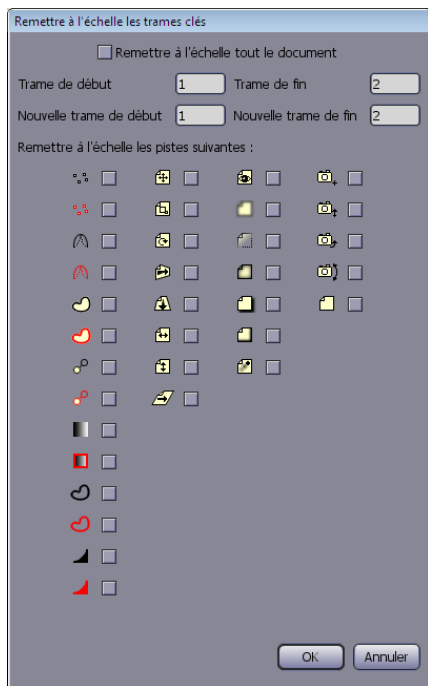 Remettre à l'échelle les trames clés
Remettre à l'échelle tout le document
Trame de début 1 Trame de fin 2
Nouvelle trame de début 1 Nouvelle trame de fin 2
Remettre à l'échelle les pistes suivantes :
OK Annuler